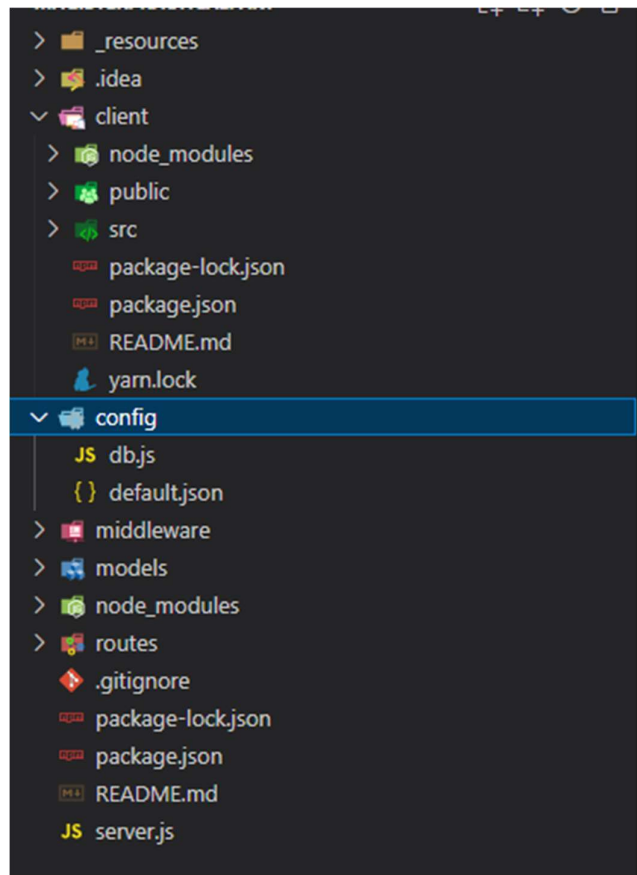 _resources
.idea
client
node_modules
public
src
package-lock.json
package.json
README.md
yarn.lock
config
JS db.js
{ } default.json
middleware
models
node_modules
routes
.gitignore
package-lock.json
package.json
README.md
JS server.js